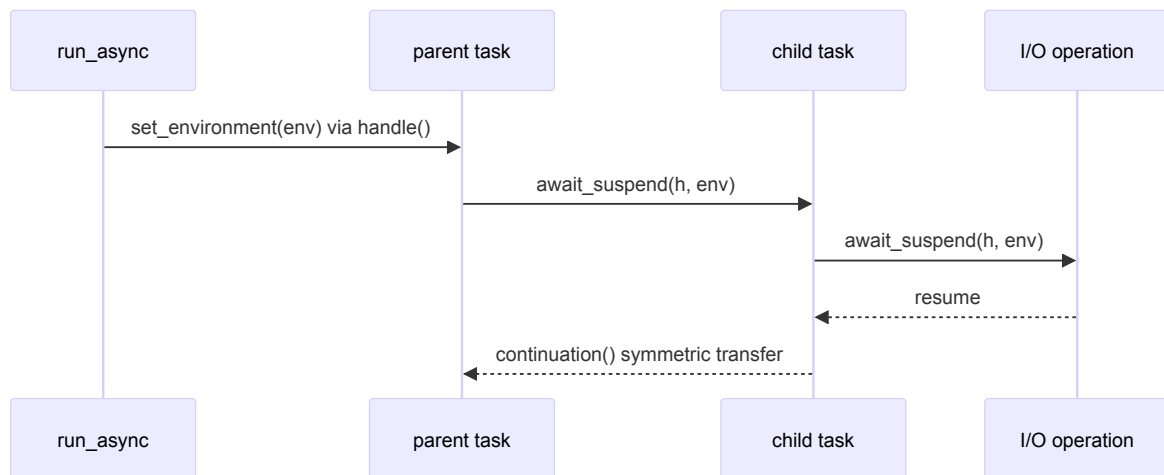 run_async
parent task
child task
I/O operation
set_environment(env) via handle()
await_suspend(h, env)
await_suspend(h, env)
resume
continuation() symmetric transfer
run_async
parent task
child task
I/O operation